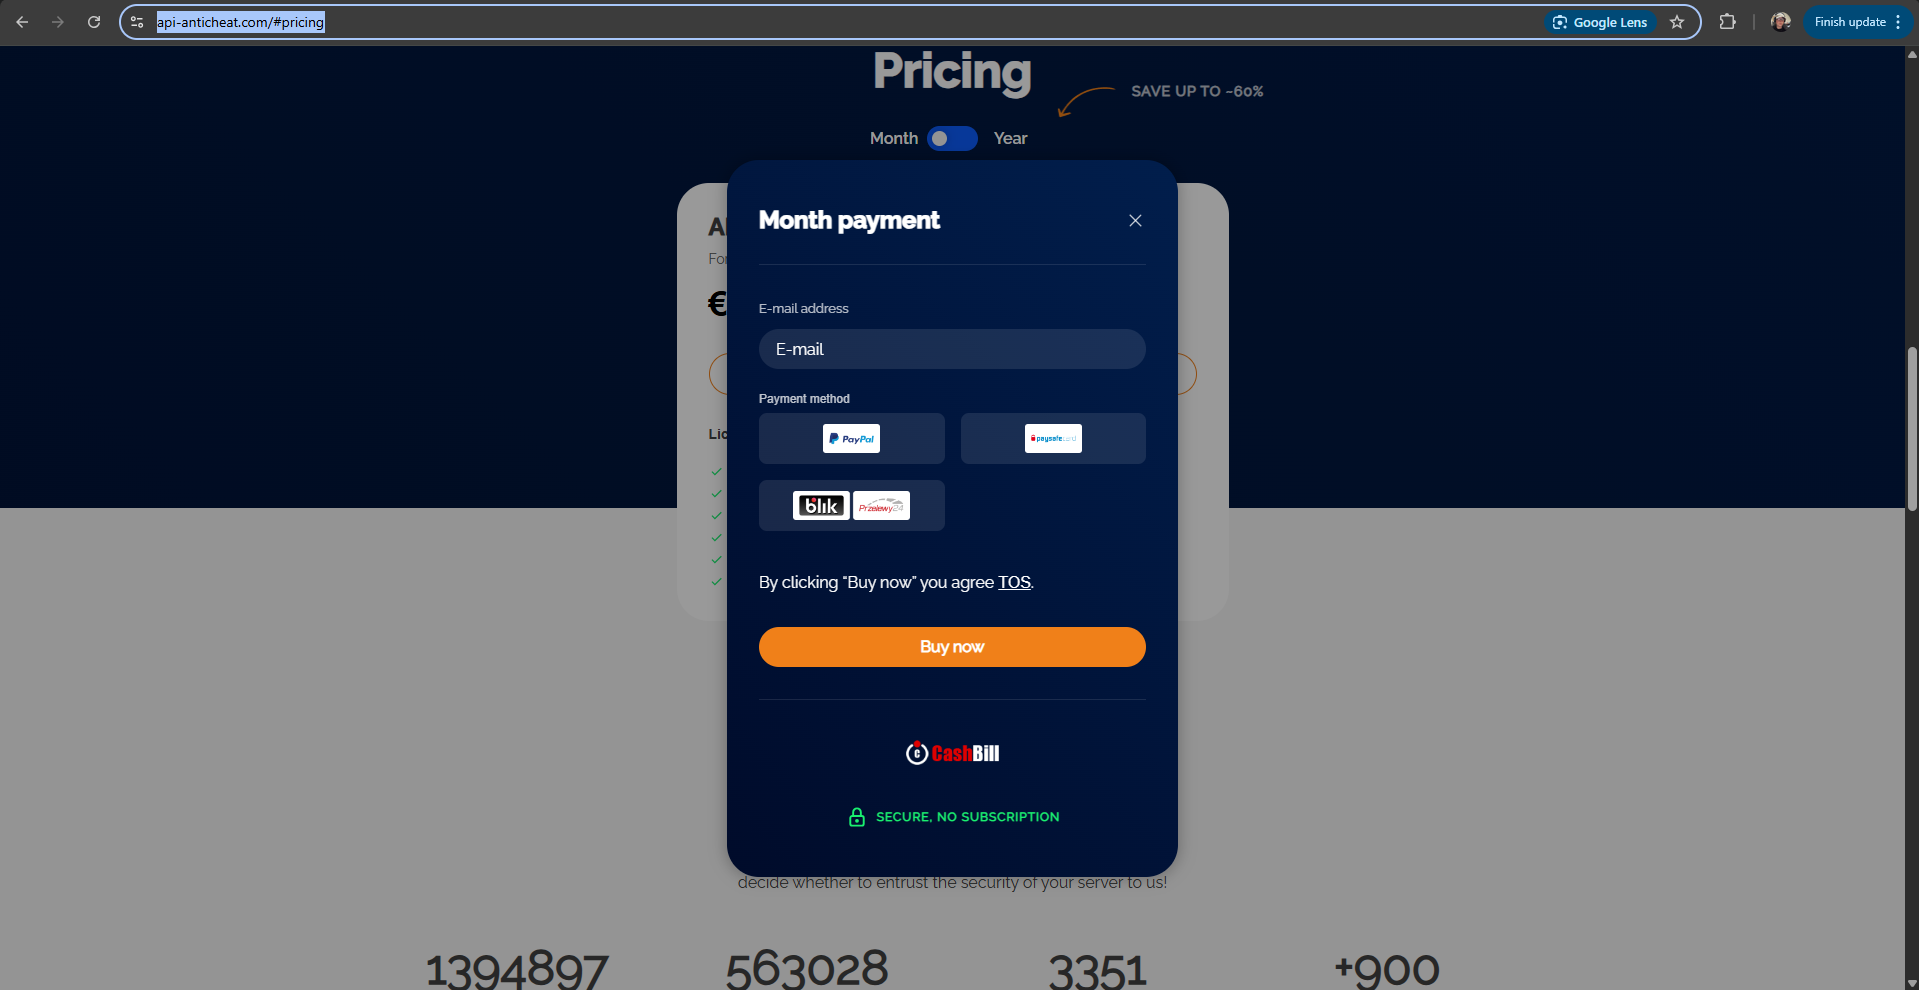 api-anticheat.com/#pricing
Google Lens
Finish update
Pricing
SAVE UP TO -60%
Month
Year
Month payment
€
E-mail address
E-mail
Payment method
PayPal
paysafecard
blik
Przelewy24
By clicking “Buy now” you agree TOS.
Buy now
CashBill
SECURE, NO SUBSCRIPTION
decide whether to entrust the security of your server to us!
1394897
563028
3351
+900